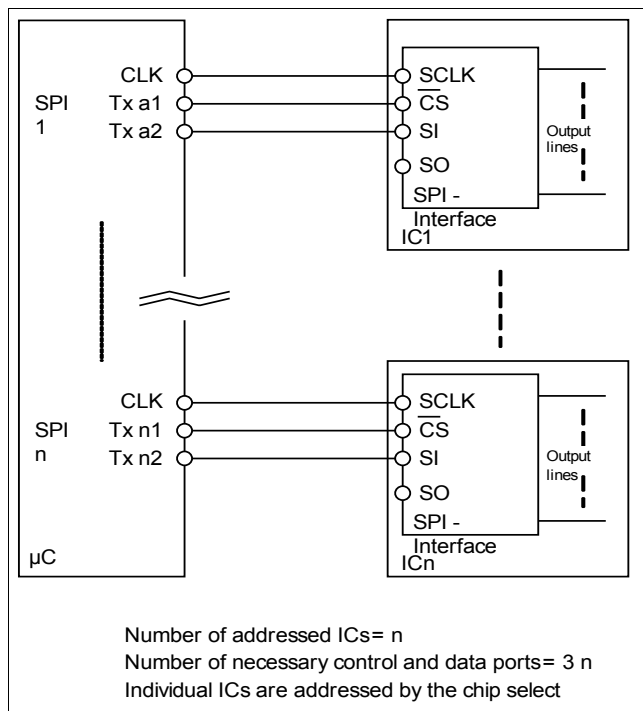 SPI
1
CLK
Tx a1
Tx a2
SCLK
CS
SI
SO
SPI -
Interface
IC1
Output
lines
SPI
n
CLK
Tx n1
Tx n2
µC
SCLK
CS
SI
SO
SPI -
Interface
ICn
Output
lines
Number of addressed ICs= n
Number of necessary control and data ports= 3 n
Individual ICs are addressed by the chip select